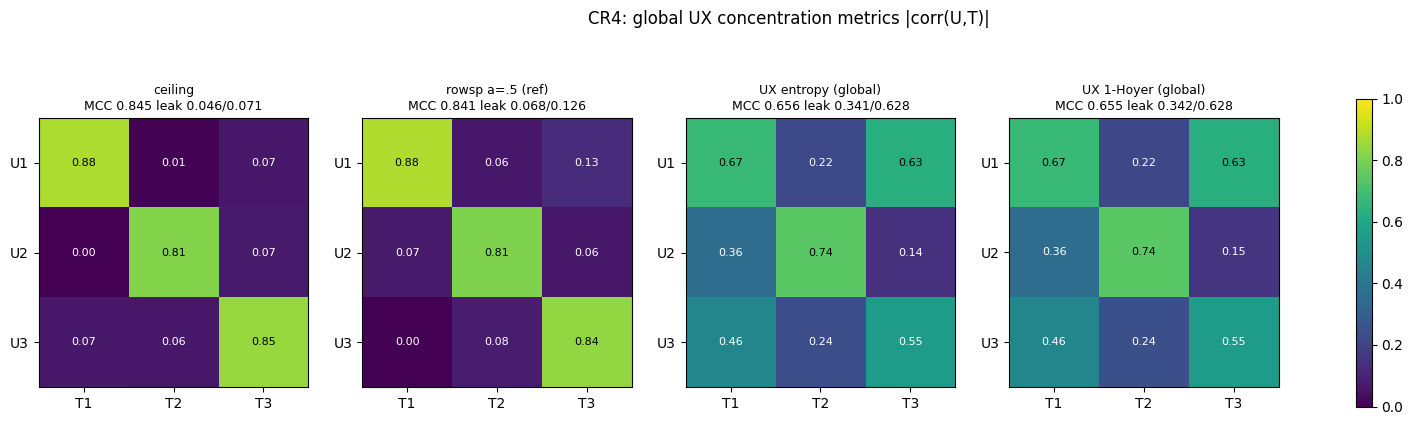 CR4: global UX concentration metrics |corr(U,T)|
ceiling
MCC 0.845 leak 0.046/0.071
U1 0.88 0.01 0.07
U2 0.00 0.81 0.07
U3 0.07 0.06 0.85
T1 T2 T3
rowsp a=.5 (ref)
MCC 0.841 leak 0.068/0.126
U1 0.88 0.06 0.13
U2 0.07 0.81 0.06
U3 0.00 0.08 0.84
T1 T2 T3
UX entropy (global)
MCC 0.656 leak 0.341/0.628
U1 0.67 0.22 0.63
U2 0.36 0.74 0.14
U3 0.46 0.24 0.55
T1 T2 T3
UX 1-Hoyer (global)
MCC 0.655 leak 0.342/0.628
U1 0.67 0.22 0.63
U2 0.36 0.74 0.15
U3 0.46 0.24 0.55
T1 T2 T3
1.0
0.8
0.6
0.4
0.2
0.0